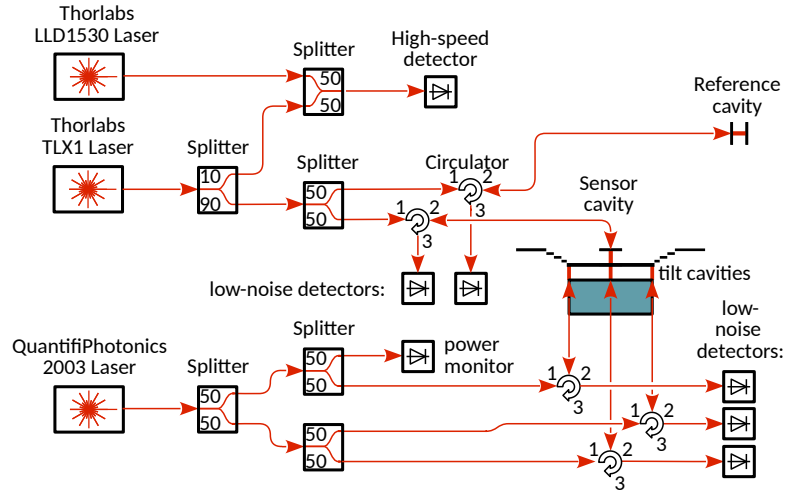 Thorlabs
LLD1530 Laser
Splitter
50
50
High-speed
detector
Reference
cavity
Thorlabs
TLX1 Laser
Splitter
10
90
Splitter
50
50
Circulator
1
2
3
1
2
3
Sensor
cavity
low-noise detectors:
tilt cavities
low-
noise
detectors:
QuantifiPhotonics
2003 Laser
Splitter
50
50
Splitter
50
50
power
monitor
1
2
3
50
50
1
2
3
1
2
3